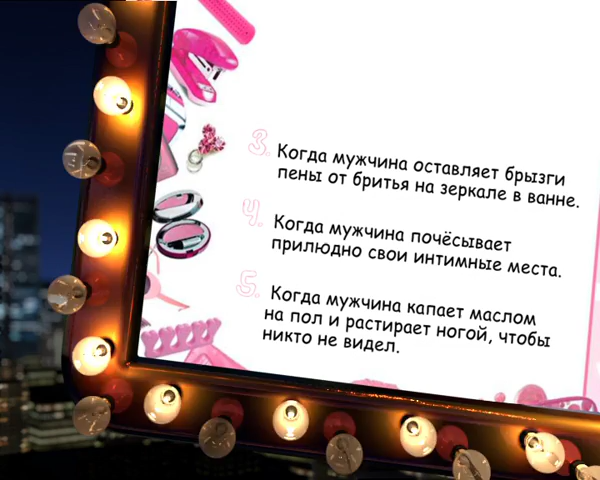 3. Когда мужчина оставляет брызги
пены от бритья на зеркале в ванне.
4. Когда мужчина почёсывает
прилюдно свои интимные места.
5. Когда мужчина капает маслом
на пол и растирает ногой, чтобы
никто не видел.